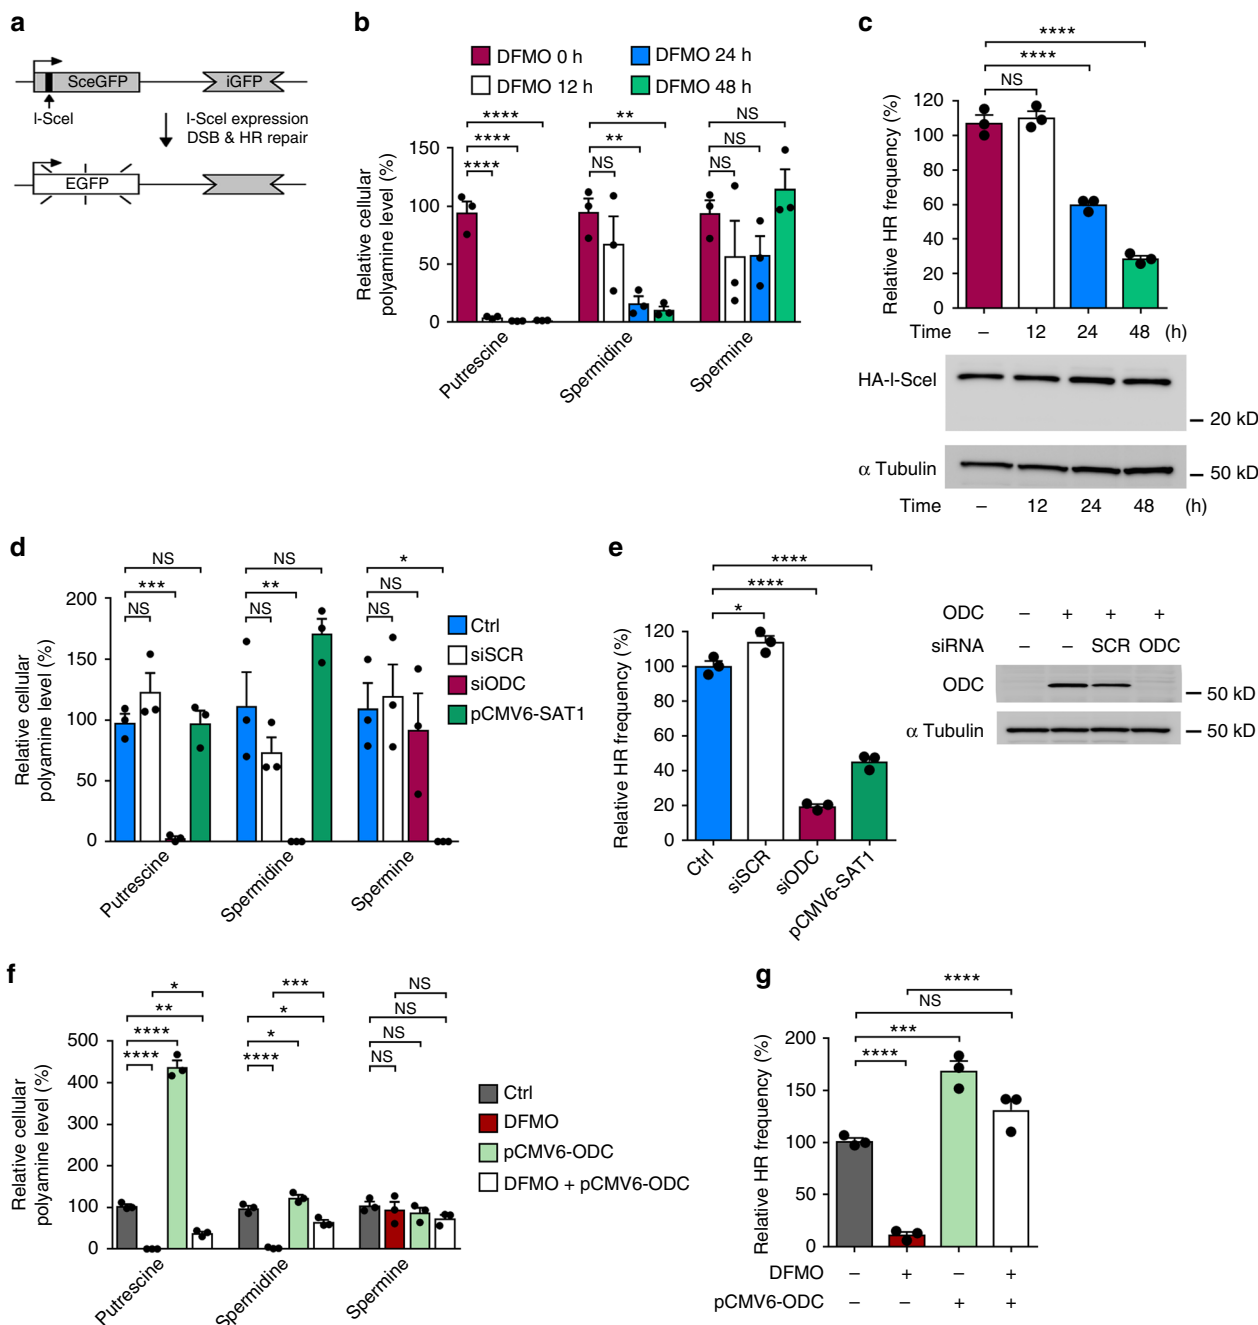 a
SceGFP
iGFP
I-SceI
I-SceI expression
DSB & HR repair
EGFP
b
DFMO 0 h
DFMO 24 h
DFMO 12 h
DFMO 48 h
Relative cellular
polyamine level (%)
150
100
50
0
****
****
****
**
**
NS
NS
NS
NS
Putrescine
Spermidine
Spermine
c
****
****
NS
Relative HR frequency (%)
120
100
80
60
40
20
0
Time – 12 24 48 (h)
HA-I-SceI
20 kD
α Tubulin
50 kD
Time – 12 24 48 (h)
d
NS
***
NS
NS
**
NS
*
NS
NS
Relative cellular
polyamine level (%)
200
150
100
50
0
Ctrl
siSCR
siODC
pCMV6-SAT1
Putrescine
Spermidine
Spermine
e
****
****
*
Relative HR frequency (%)
120
100
80
60
40
20
0
Ctrl
siSCR
siODC
pCMV6-SAT1
ODC – + + +
siRNA – – SCR ODC
ODC
50 kD
α Tubulin
50 kD
f
*
**
****
****
***
*
*
****
NS
NS
NS
NS
Relative cellular
polyamine level (%)
500
400
300
200
100
0
Ctrl
DFMO
pCMV6-ODC
DFMO + pCMV6-ODC
Putrescine
Spermidine
Spermine
g
****
NS
***
****
Relative HR frequency (%)
200
150
100
50
0
DFMO – + – +
pCMV6-ODC – – + +